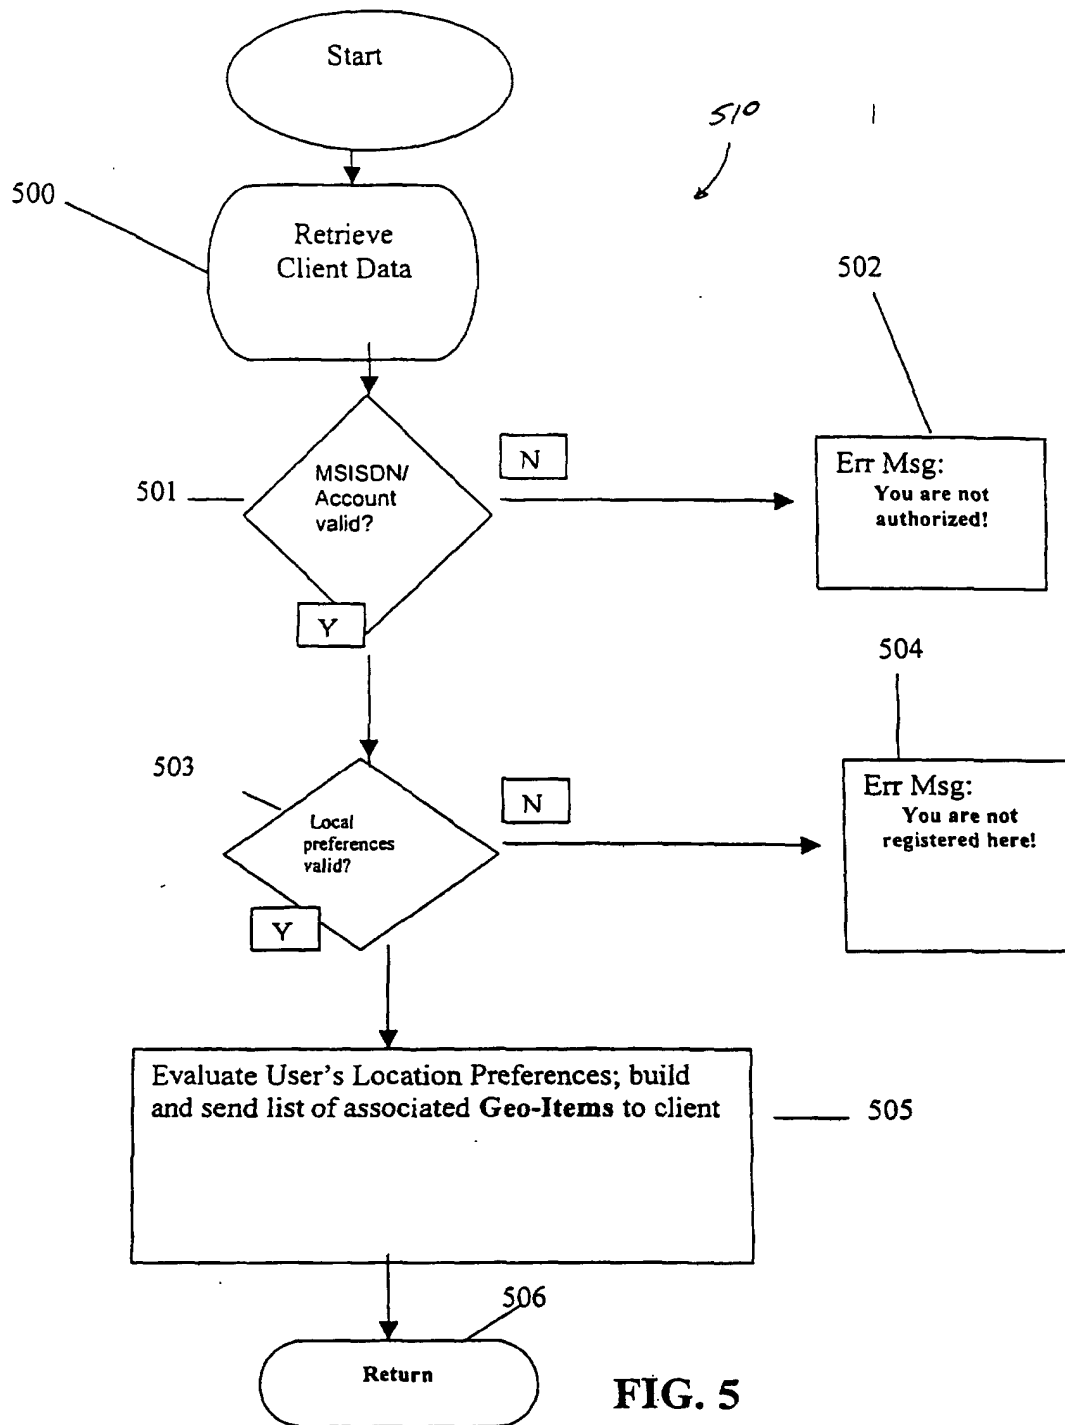 Start
510
500
Retrieve
Client Data
502
501
MSISDN/
Account
valid?
N
Err Msg:
You are not
authorized!
Y
504
503
Local
preferences
valid?
N
Err Msg:
You are not
registered here!
Y
Evaluate User's Location Preferences; build
and send list of associated Geo-Items to client
505
506
Return
FIG. 5